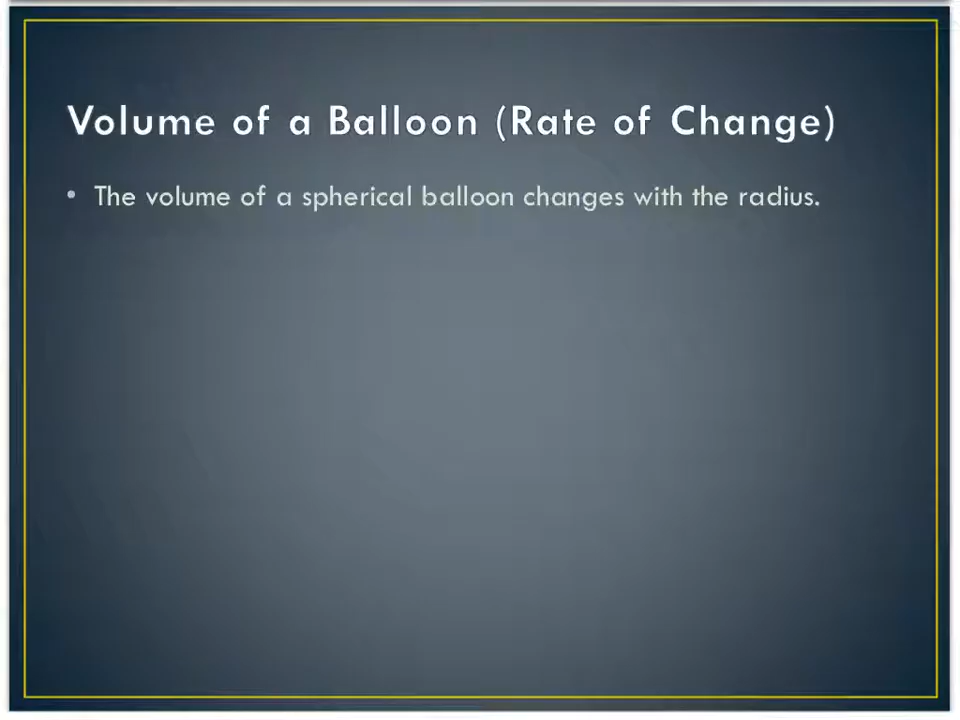 Volume of a Balloon (Rate of Change)
• The volume of a spherical balloon changes with the radius.